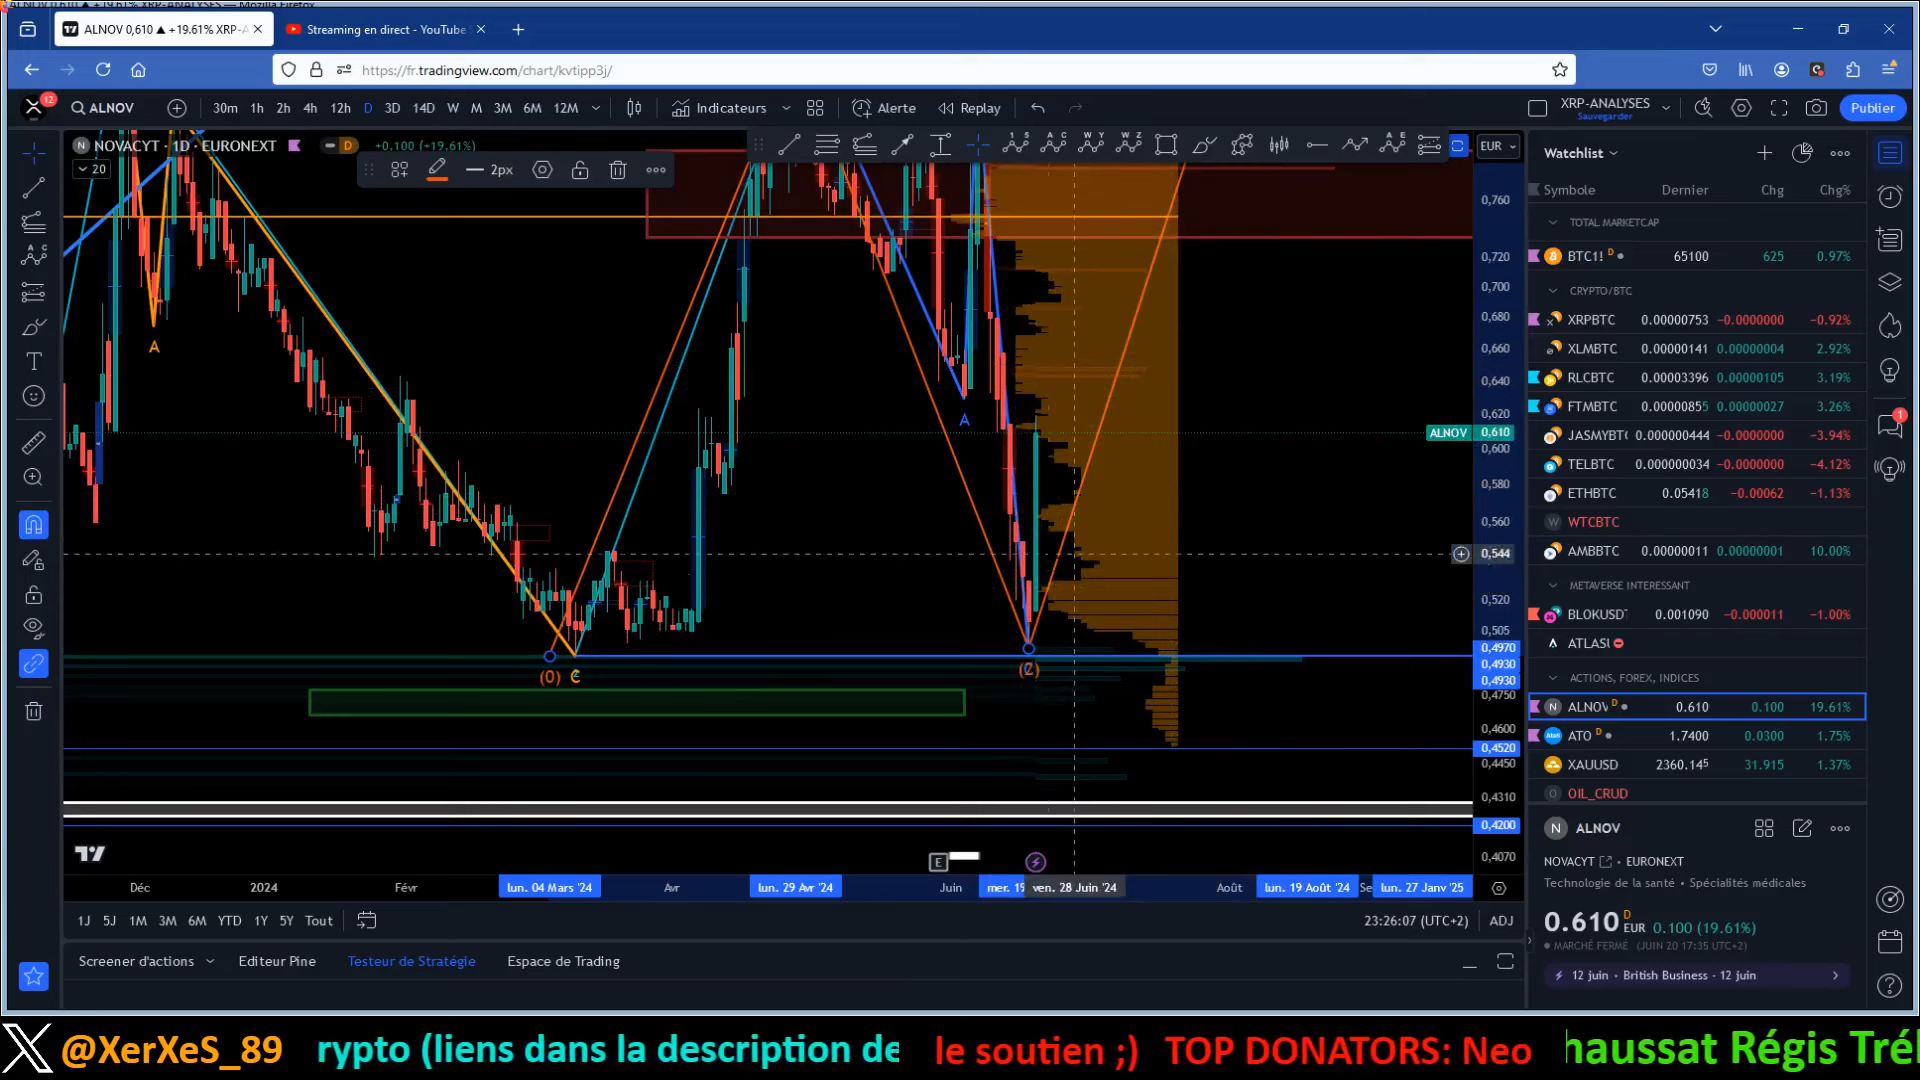 ALNOV 0,610 ▲ +19.61% XRP-A
Streaming en direct - YouTube
https://fr.tradingview.com/chart/kvtipp3j/
12
ALNOV
30m 1h 2h 4h 12h D 3D 14D W M 3M 6M 12M
Indicateurs
Alerte
Replay
XRP-ANALYSES
Sauvegarder
Publier
NOVACYT · 1D · EURONEXT
D
+0,100 (+19.61%)
20
2px
EUR
Watchlist
Symbole Dernier Chg Chg%
TOTAL MARKETCAP
BTC1! D 65100 625 0.97%
CRYPTO/BTC
XRPBTC 0.00000753 −0.0000000 −0.92%
XLMBTC 0.00000141 0.00000004 2.92%
RLCBTC 0.00003396 0.00000105 3.19%
FTMBTC 0.00000855 0.00000027 3.26%
JASMYBTC 0.000000444 −0.0000000 −3.94%
TELBTC 0.000000034 −0.0000000 −4.12%
ETHBTC 0.05418 −0.00062 −1.13%
WTCBTC
AMBBTC 0.00000011 0.00000001 10.00%
METAVERSE INTERESSANT
BLOKUSDT 0.001090 −0.000011 −1.00%
ATLASU
ACTIONS, FOREX, INDICES
ALNOV D 0.610 0.100 19.61%
ATO D 1.7400 0.0300 1.75%
XAUUSD 2360.145 31.915 1.37%
OIL_CRUD
ALNOV
NOVACYT · EURONEXT
Technologie de la santé · Spécialités médicales
0.610 D EUR 0.100 (19.61%)
MARCHÉ FERMÉ (JUIN 20 17:35 UTC+2)
12 juin · British Business - 12 juin
0,760
0,720
0,700
0,680
0,660
0,640
0,620
ALNOV 0,610
0,600
0,580
0,560
0,544
0,520
0,505
0,4970
0,4930
0,4930
0,4750
0,4600
0,4520
0,4450
0,4310
0,4200
0,4070
A
A
(0)
C
(2)
E
Déc 2024 Févr lun. 04 Mars '24 Avr lun. 29 Avr '24 Juin mer. 19 ven. 28 Juin '24 Août lun. 19 Août '24 Se lun. 27 Janv '25
1J 5J 1M 3M 6M YTD 1Y 5Y Tout
23:26:07 (UTC+2) ADJ
Screener d'actions Editeur Pine Testeur de Stratégie Espace de Trading
@XerXeS_89
rypto (liens dans la description de
le soutien ;) TOP DONATORS: Neo
haussat Régis Tré